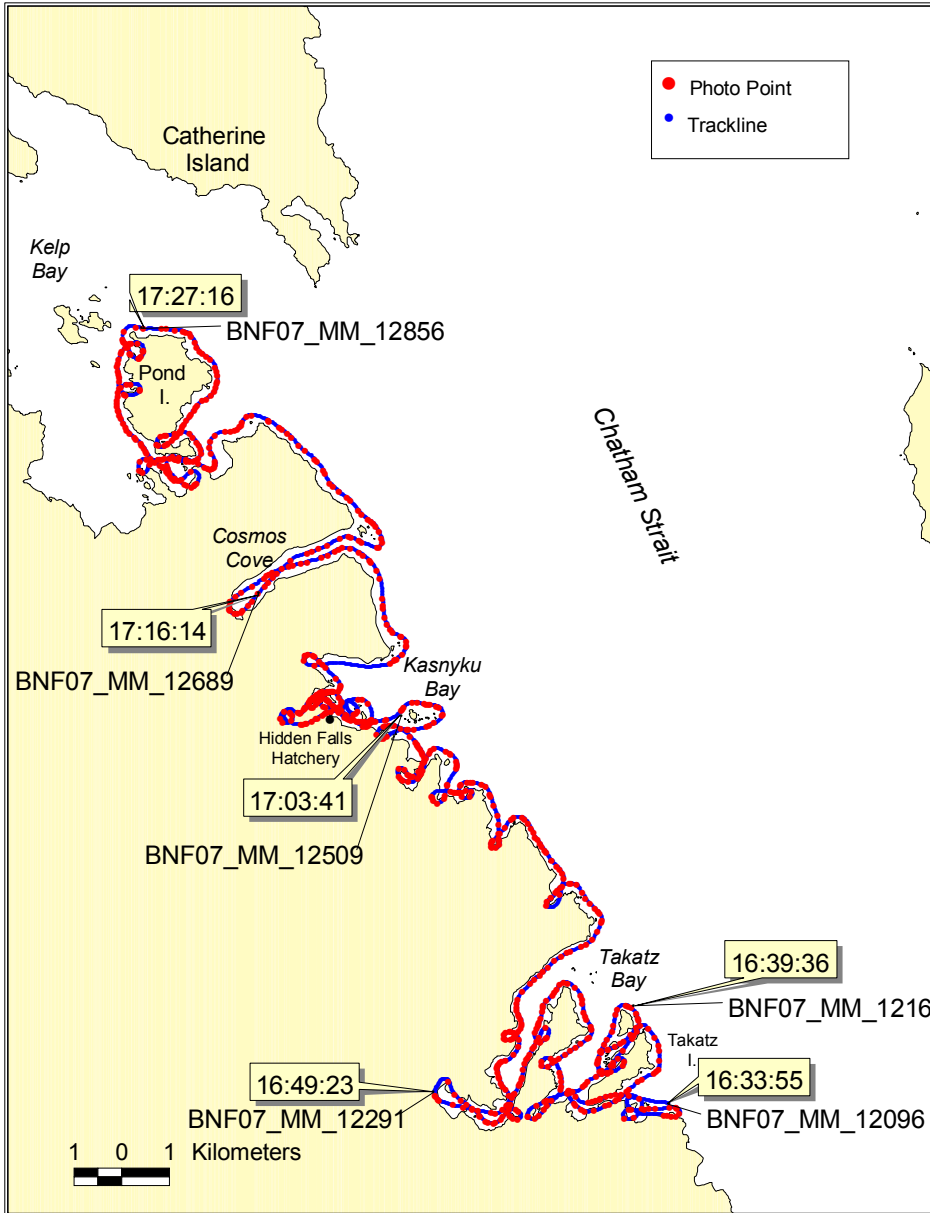 Photo Point
Trackline
Catherine
Island
Kelp
Bay
17:27:16
BNF07_MM_12856
Pond
I.
Chatham Strait
Cosmos
Cove
17:16:14
BNF07_MM_12689
Kasnyku
Bay
Hidden Falls
Hatchery
17:03:41
BNF07_MM_12509
Takatz
Bay
16:39:36
BNF07_MM_1216
Takatz
I.
16:49:23
16:33:55
BNF07_MM_12291
BNF07_MM_12096
1 0 1 Kilometers